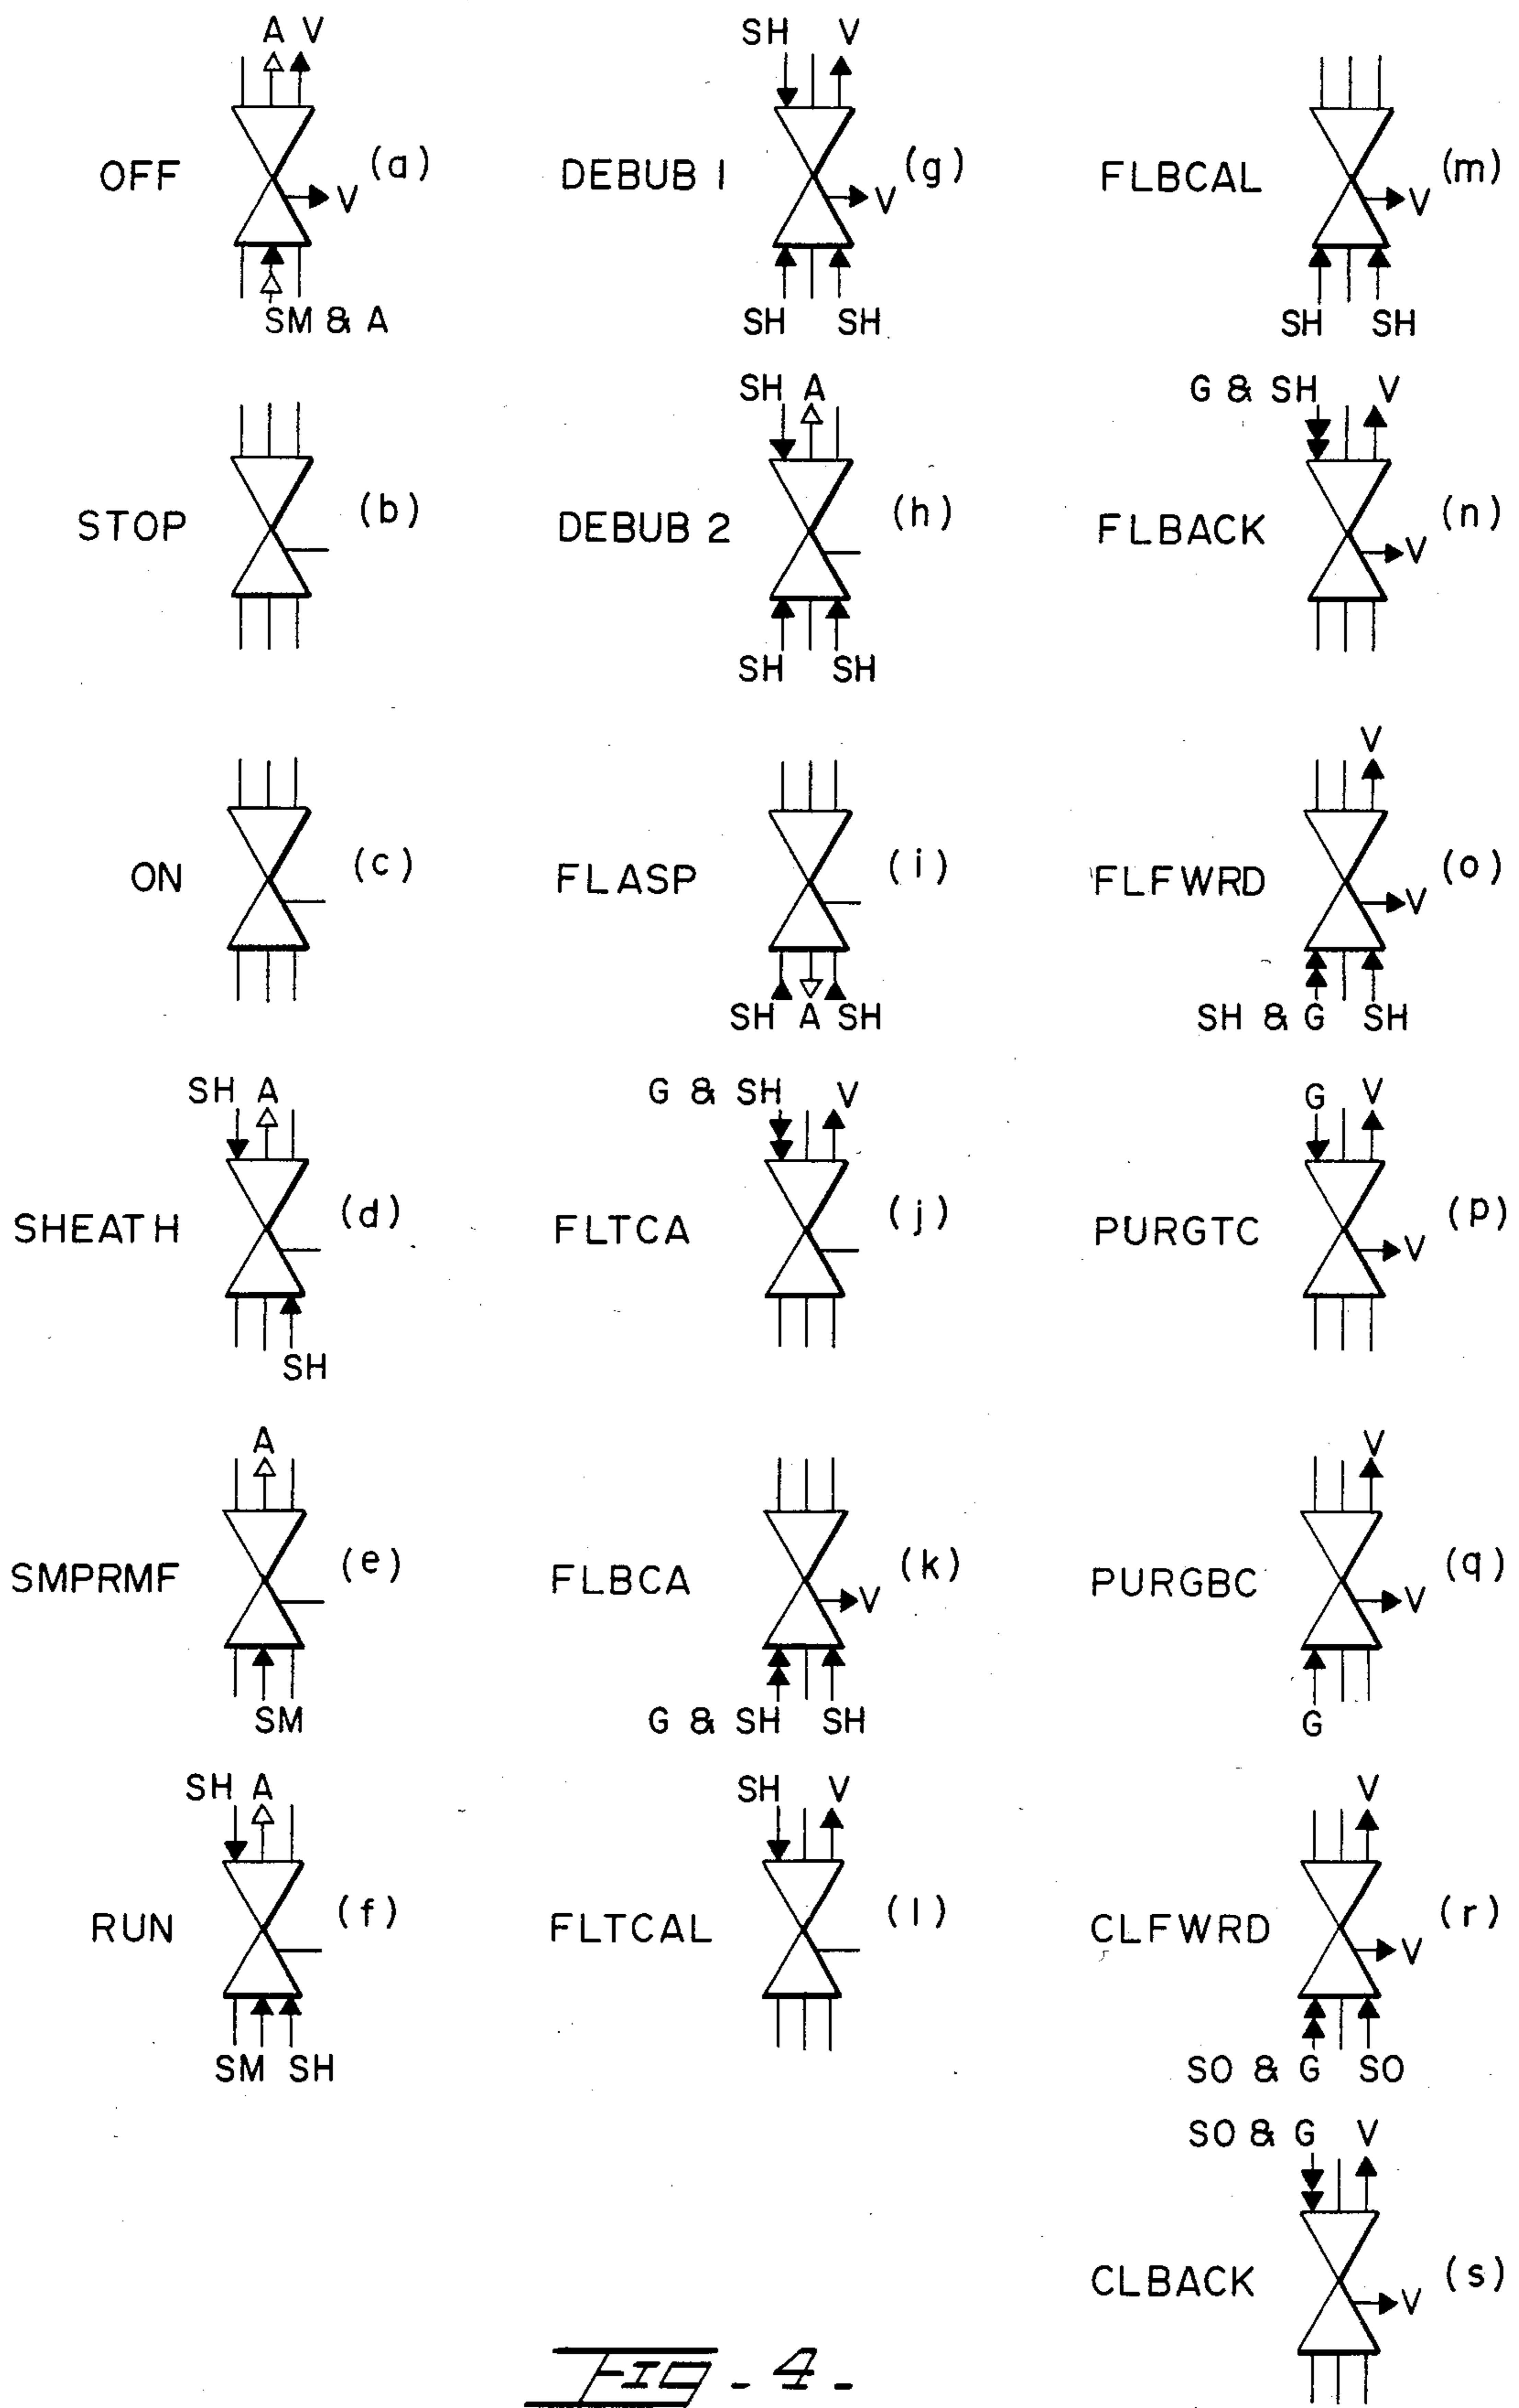 A V
OFF
(a)
V
SM & A
STOP
(b)
ON
(c)
SH A
SHEATH
(d)
SH
A
SMPRMF
(e)
SM
SH A
RUN
(f)
SM SH
SH V
DEBUB 1
(g)
V
SH SH
SH A
DEBUB 2
(h)
SH SH
FLASP
(i)
SH A SH
G & SH V
FLTCA
(j)
FLBCA
(k)
V
G & SH SH
SH V
FLTCAL
(l)
FLBCAL
(m)
V
SH SH
G & SH V
FLBACK
(n)
V
V
FLFWRD
(o)
V
SH & G SH
G V
PURGTC
(p)
V
V
PURGBC
(q)
V
G
V
CLFWRD
(r)
V
SO & G SO
SO & G V
CLBACK
(s)
V
FIG - 4 -